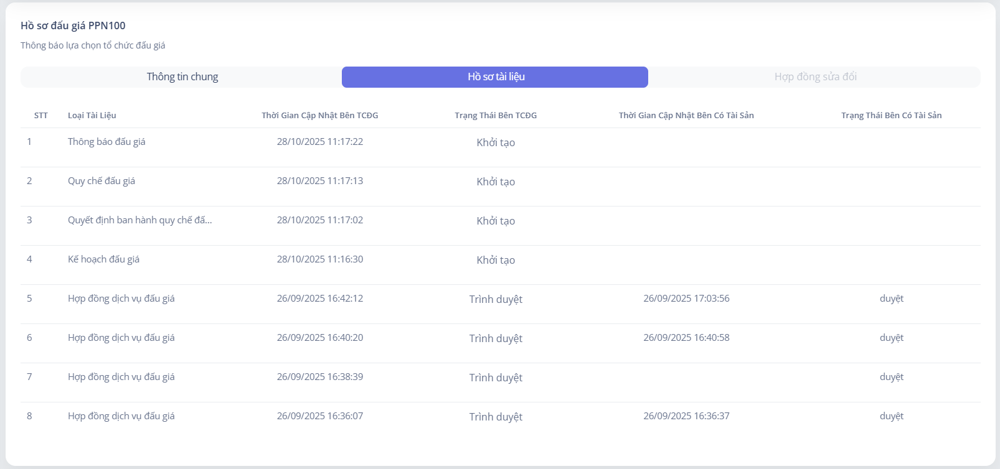 Hồ sơ đấu giá PPN100
Thông báo lựa chọn tổ chức đấu giá
Thông tin chung Hồ sơ tài liệu Hợp đồng sửa đổi
STT Loại Tài Liệu Thời Gian Cập Nhật Bên TCĐG Trạng Thái Bên TCĐG Thời Gian Cập Nhật Bên Có Tài Sản Trạng Thái Bên Có Tài Sản
1 Thông báo đấu giá 28/10/2025 11:17:22 Khởi tạo
2 Quy chế đấu giá 28/10/2025 11:17:13 Khởi tạo
3 Quyết định ban hành quy chế đấ... 28/10/2025 11:17:02 Khởi tạo
4 Kế hoạch đấu giá 28/10/2025 11:16:30 Khởi tạo
5 Hợp đồng dịch vụ đấu giá 26/09/2025 16:42:12 Trình duyệt 26/09/2025 17:03:56 duyệt
6 Hợp đồng dịch vụ đấu giá 26/09/2025 16:40:20 Trình duyệt 26/09/2025 16:40:58 duyệt
7 Hợp đồng dịch vụ đấu giá 26/09/2025 16:38:39 Trình duyệt duyệt
8 Hợp đồng dịch vụ đấu giá 26/09/2025 16:36:07 Trình duyệt 26/09/2025 16:36:37 duyệt